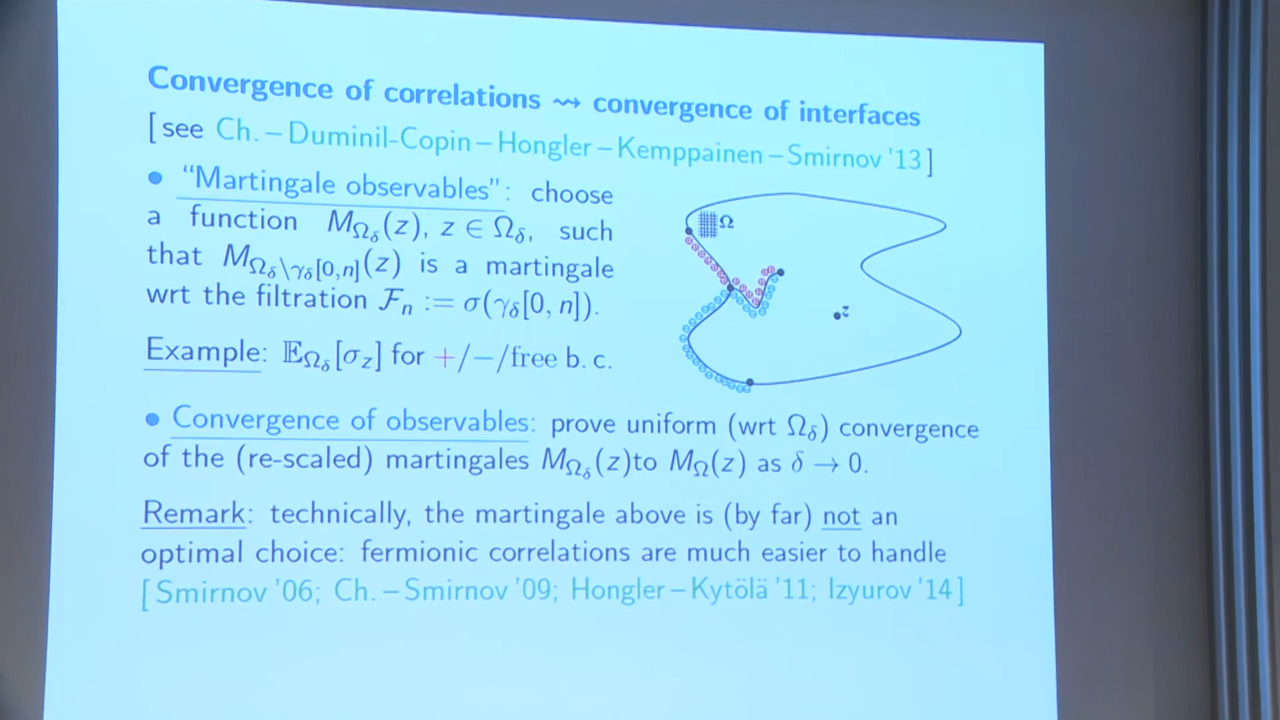 Convergence of correlations ⇝ convergence of interfaces
[see Ch. – Duminil-Copin – Hongler – Kemppainen – Smirnov '13]
• "Martingale observables": choose
a function M_{Ω_δ}(z), z ∈ Ω_δ, such
that M_{Ω_δ\γ_δ[0,n]}(z) is a martingale
wrt the filtration F_n := σ(γ_δ[0, n]).
Example: 𝔼_{Ω_δ}[σ_z] for +/−/free b. c.
Ω
z
• Convergence of observables: prove uniform (wrt Ω_δ) convergence
of the (re-scaled) martingales M_{Ω_δ}(z)to M_Ω(z) as δ → 0.
Remark: technically, the martingale above is (by far) not an
optimal choice: fermionic correlations are much easier to handle
[Smirnov '06; Ch. – Smirnov '09; Hongler – Kytölä '11; Izyurov '14]